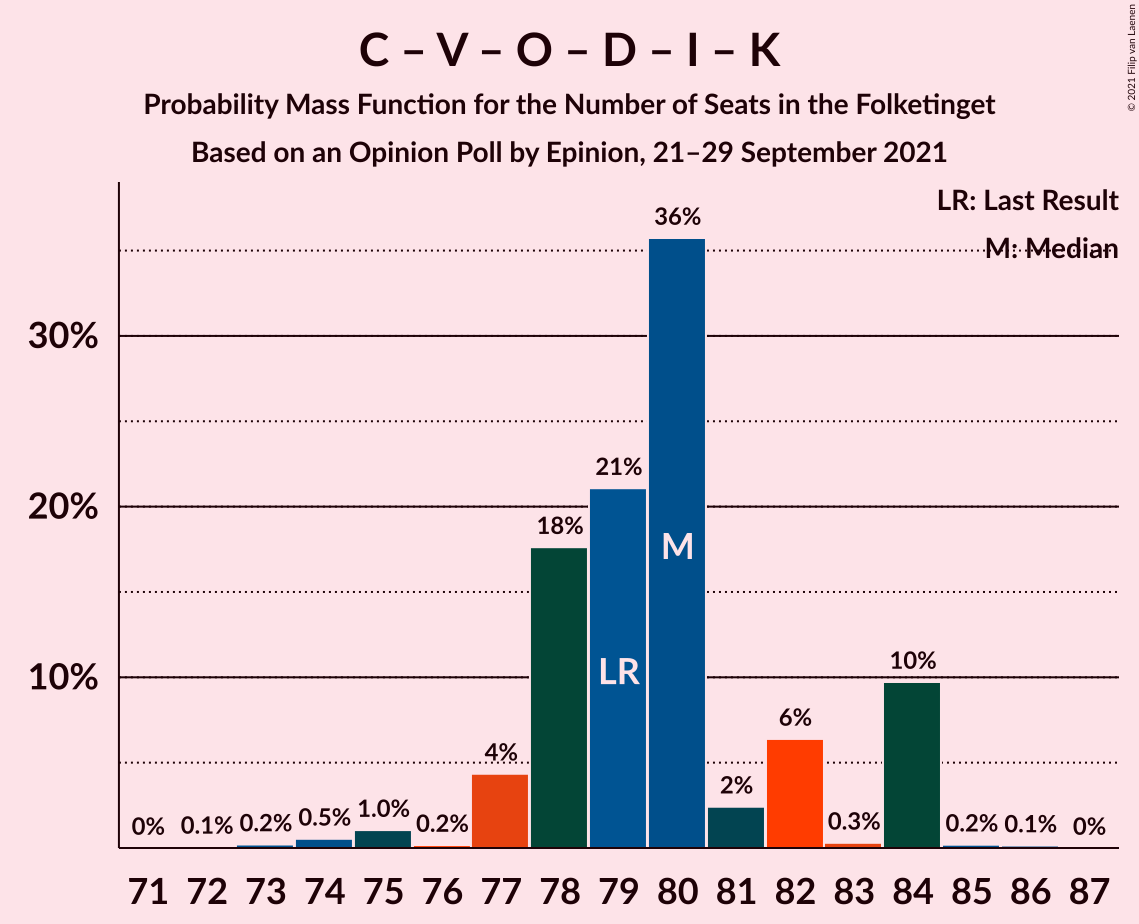 C – V – O – D – I – K
Probability Mass Function for the Number of Seats in the Folketinget
Based on an Opinion Poll by Epinion, 21–29 September 2021
© 2021 Filip van Laenen
LR: Last Result
M: Median
30%
20%
10%
0%
0.1%
0.2%
0.5%
1.0%
0.2%
4%
18%
21%
36%
2%
6%
0.3%
10%
0.2%
0.1%
0%
M
LR
71 72 73 74 75 76 77 78 79 80 81 82 83 84 85 86 87